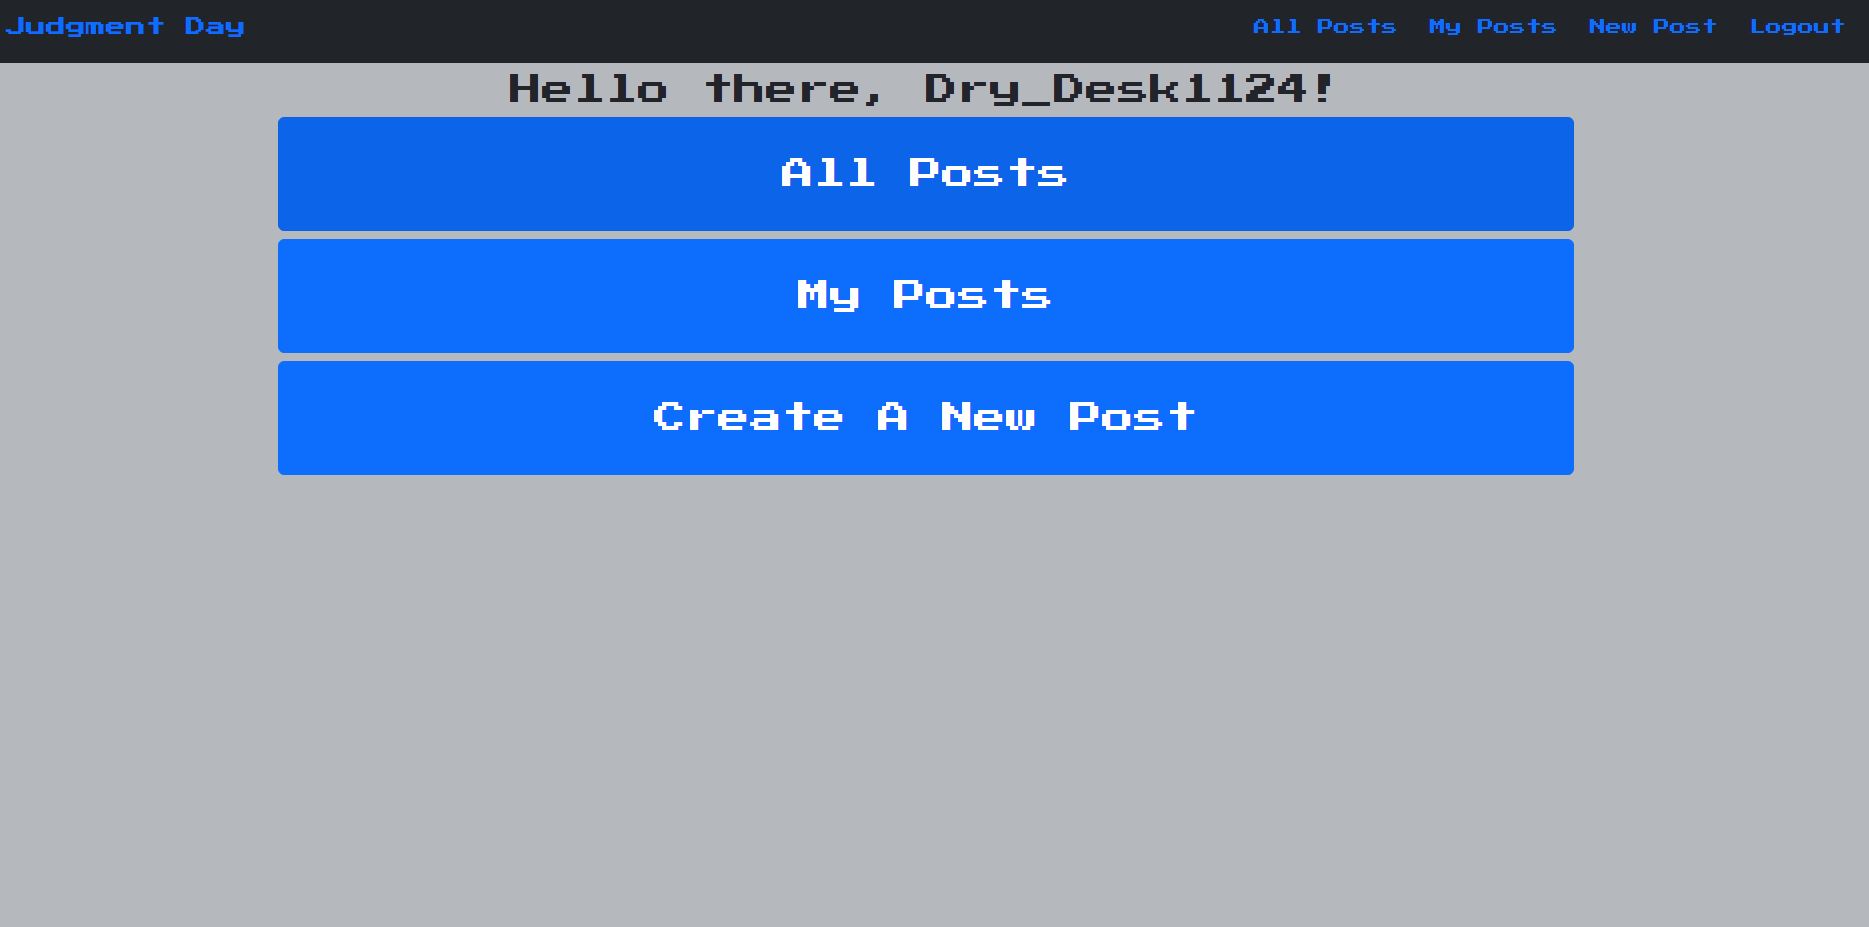 Judgment Day All Posts My Posts New Post Logout
Hello there, Dry_Desk1124!
All Posts
My Posts
Create A New Post